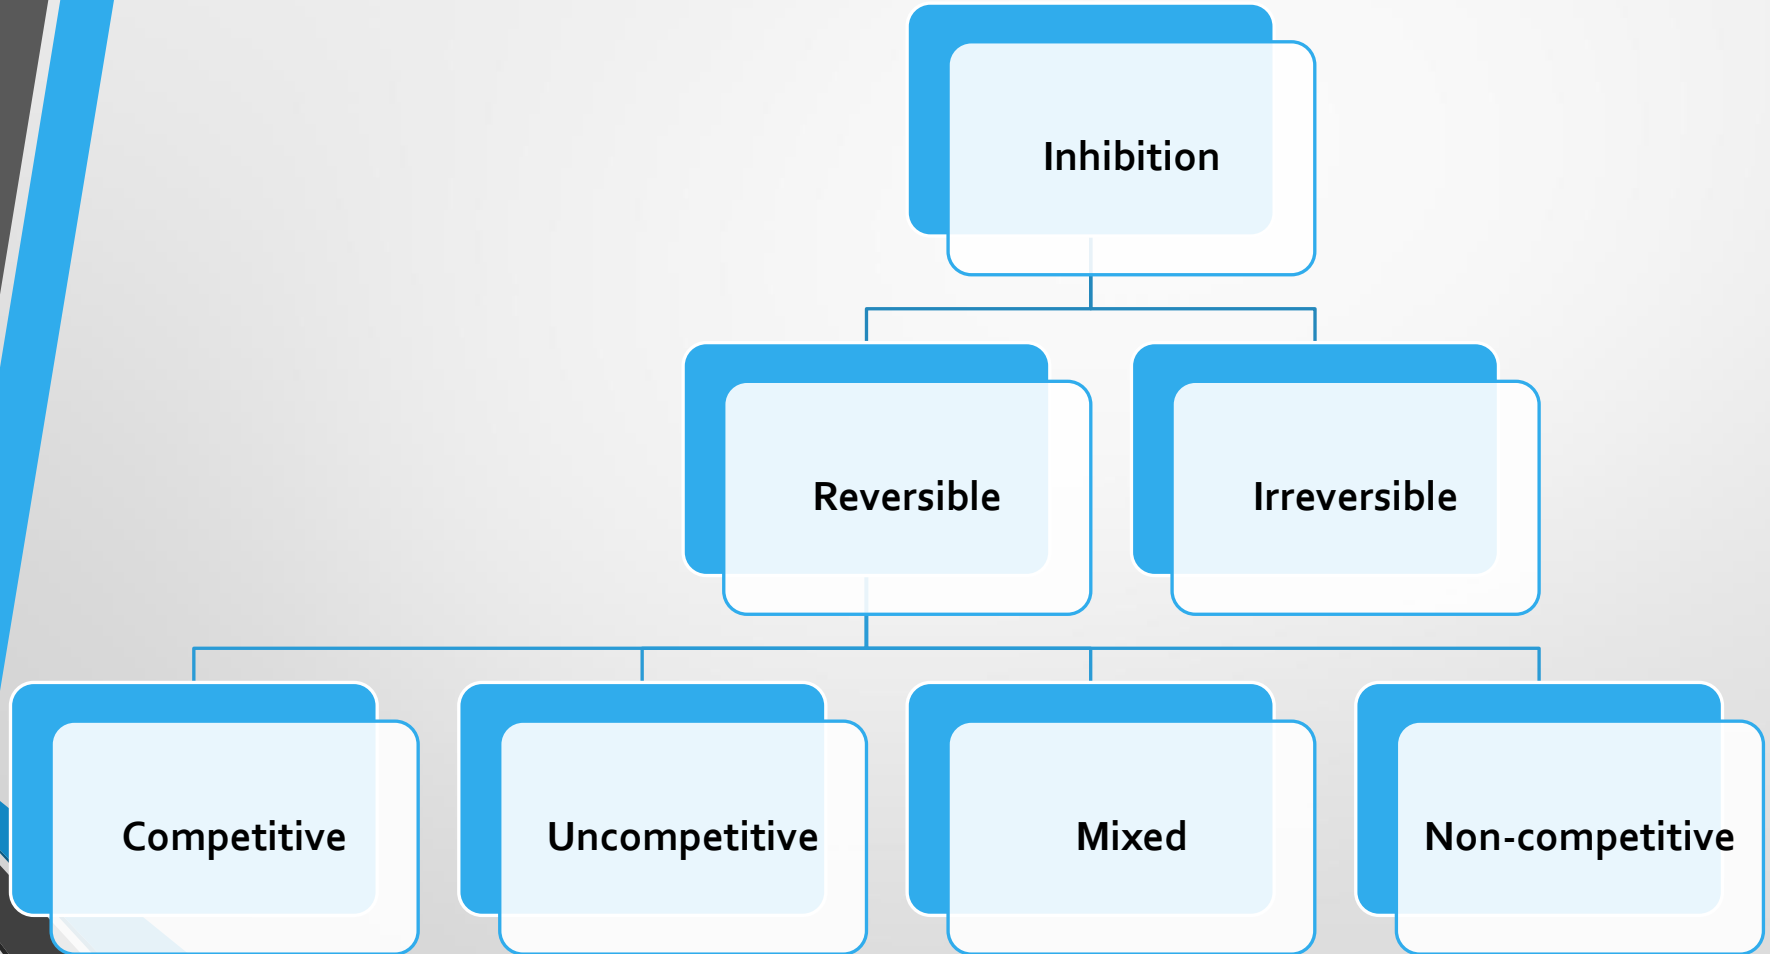 Inhibition
Reversible
Irreversible
Competitive
Uncompetitive
Mixed
Non-competitive